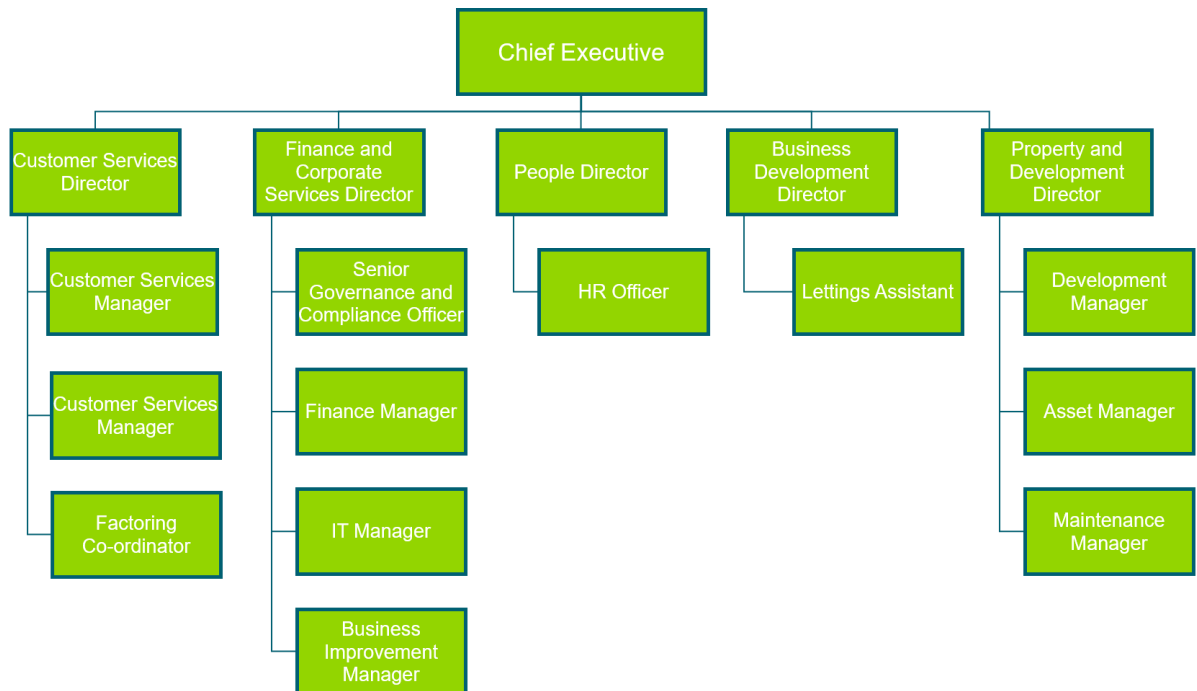 Chief Executive
Customer Services
Director
Finance and
Corporate
Services Director
People Director
Business
Development
Director
Property and
Development
Director
Customer Services
Manager
Senior
Governance and
Compliance Officer
HR Officer
Lettings Assistant
Development
Manager
Customer Services
Manager
Finance Manager
Asset Manager
Factoring
Co-ordinator
IT Manager
Maintenance
Manager
Business
Improvement
Manager